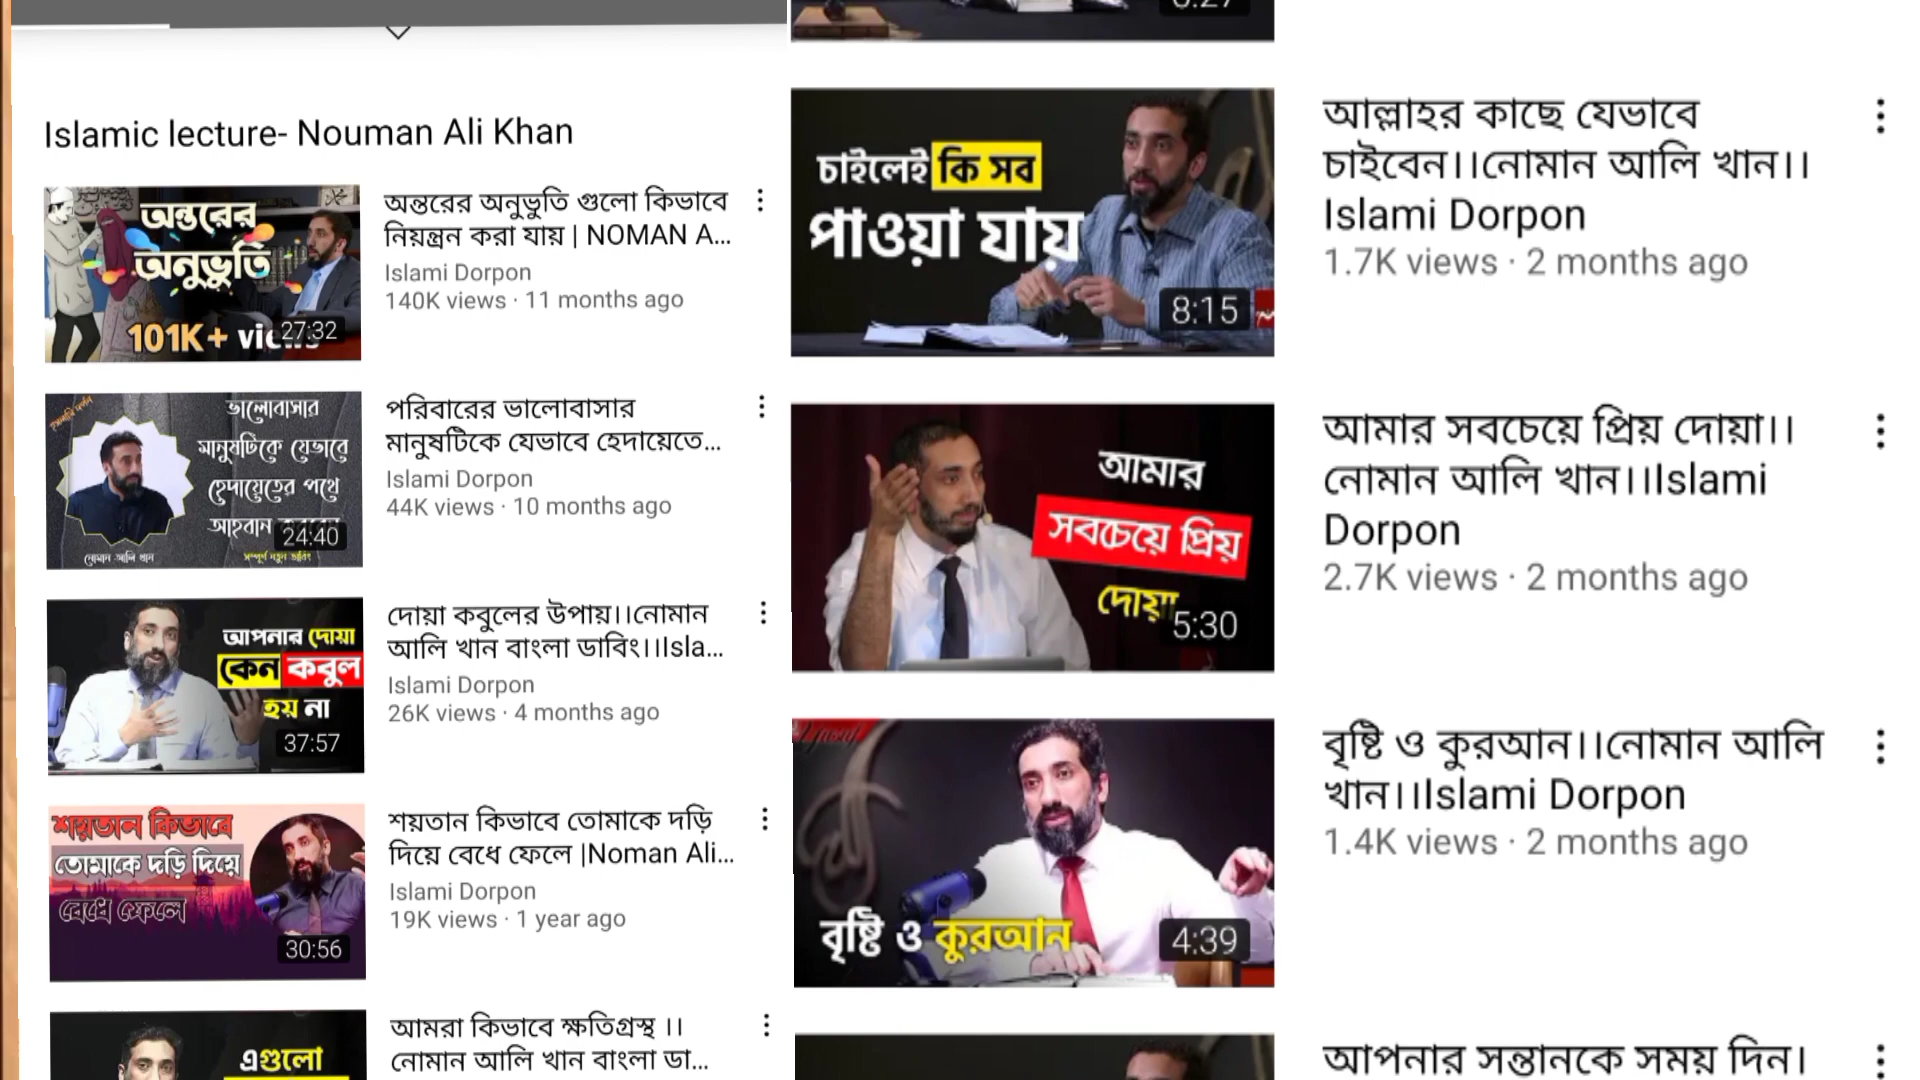 Islamic lecture- Nouman Ali Khan
অন্তরের
অনুভুতি
101K+
27:32
অন্তরের অনুভুতি গুলো কিভাবে
নিয়ন্ত্রন করা যায় | NOMAN A...
Islami Dorpon
140K views · 11 months ago
ভালোবাসার
মানুষটিকে যেভাবে
হেদায়েতের পথে
আহবান
নোমান আলি খান
সম্পূর্ণ নতুন ডাবিং
24:40
পরিবারের ভালোবাসার
মানুষটিকে যেভাবে হেদায়েতে...
Islami Dorpon
44K views · 10 months ago
আপনার দোয়া
কেন কবুল
হয় না
37:57
দোয়া কবুলের উপায়।।নোমান
আলি খান বাংলা ডাবিং।।Isla...
Islami Dorpon
26K views · 4 months ago
শয়তান কিভাবে
তোমাকে দড়ি দিয়ে
বেধে ফেলে
30:56
শয়তান কিভাবে তোমাকে দড়ি
দিয়ে বেধে ফেলে |Noman Ali...
Islami Dorpon
19K views · 1 year ago
এগুলো
আমরা কিভাবে ক্ষতিগ্রস্থ ।।
নোমান আলি খান বাংলা ডা...
চাইলেই কি সব
পাওয়া যায়
8:15
আল্লাহর কাছে যেভাবে
চাইবেন।।নোমান আলি খান।।
Islami Dorpon
1.7K views · 2 months ago
আমার
সবচেয়ে প্রিয়
দোয়া
5:30
আমার সবচেয়ে প্রিয় দোয়া।।
নোমান আলি খান।।Islami
Dorpon
2.7K views · 2 months ago
বৃষ্টি ও কুরআন
4:39
বৃষ্টি ও কুরআন।।নোমান আলি
খান।।Islami Dorpon
1.4K views · 2 months ago
আপনার সন্তানকে সময় দিন।